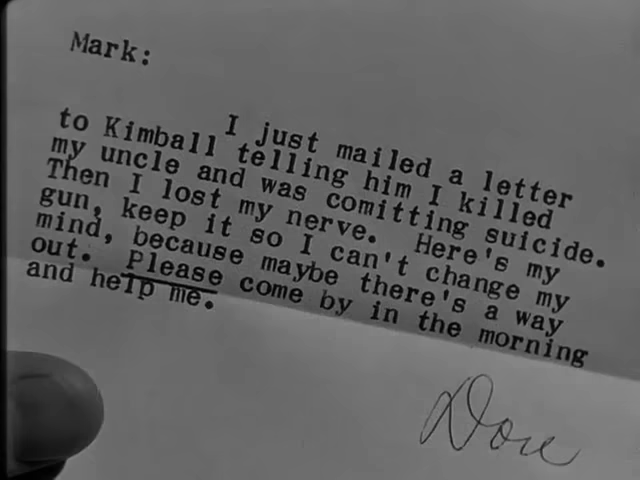 Mark:
I just mailed a letter
to Kimball telling him I killed
my uncle and was comitting suicide.
Then I lost my nerve. Here's my
gun, keep it so I can't change my
mind, because maybe there's a way
out. Please come by in the morning
and help me.
Don